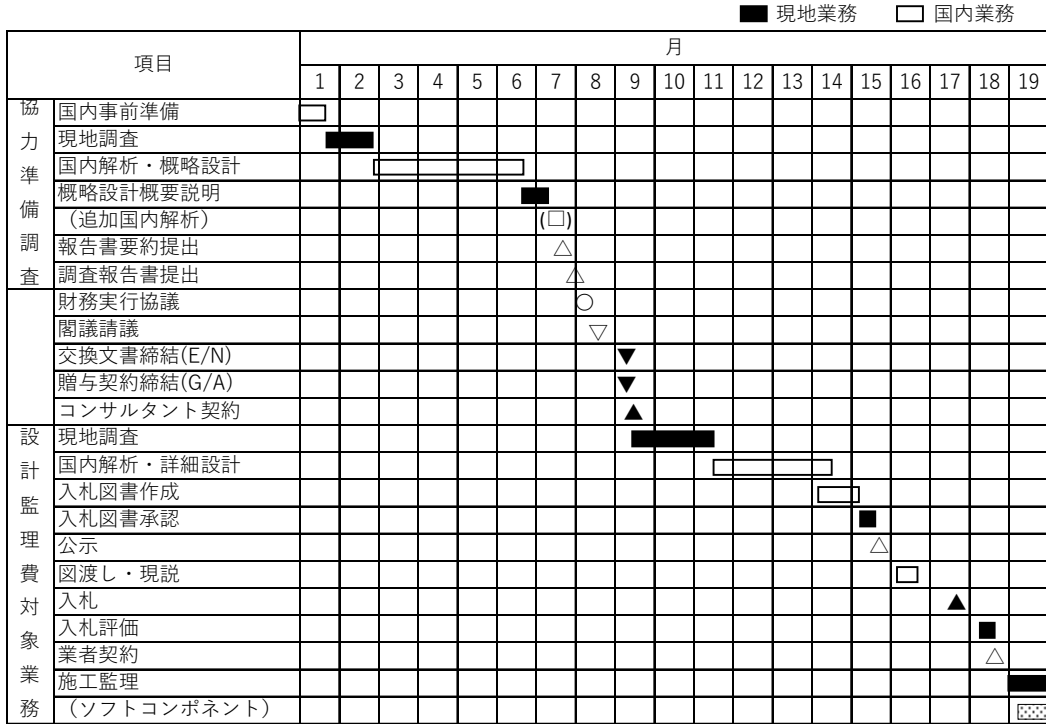 ■ 現地業務 □ 国内業務
項目 月
1 2 3 4 5 6 7 8 9 10 11 12 13 14 15 16 17 18 19
協力準備調査
国内事前準備
現地調査
国内解析・概略設計
概略設計概要説明
（追加国内解析） (□)
報告書要約提出 △
調査報告書提出 △
財務実行協議 ○
閣議請議 ▽
交換文書締結(E/N) ▼
贈与契約締結(G/A) ▼
コンサルタント契約 ▲
設計監理費対象業務
現地調査
国内解析・詳細設計
入札図書作成
入札図書承認
公示 △
図渡し・現説
入札 ▲
入札評価
業者契約 △
施工監理
（ソフトコンポネント）